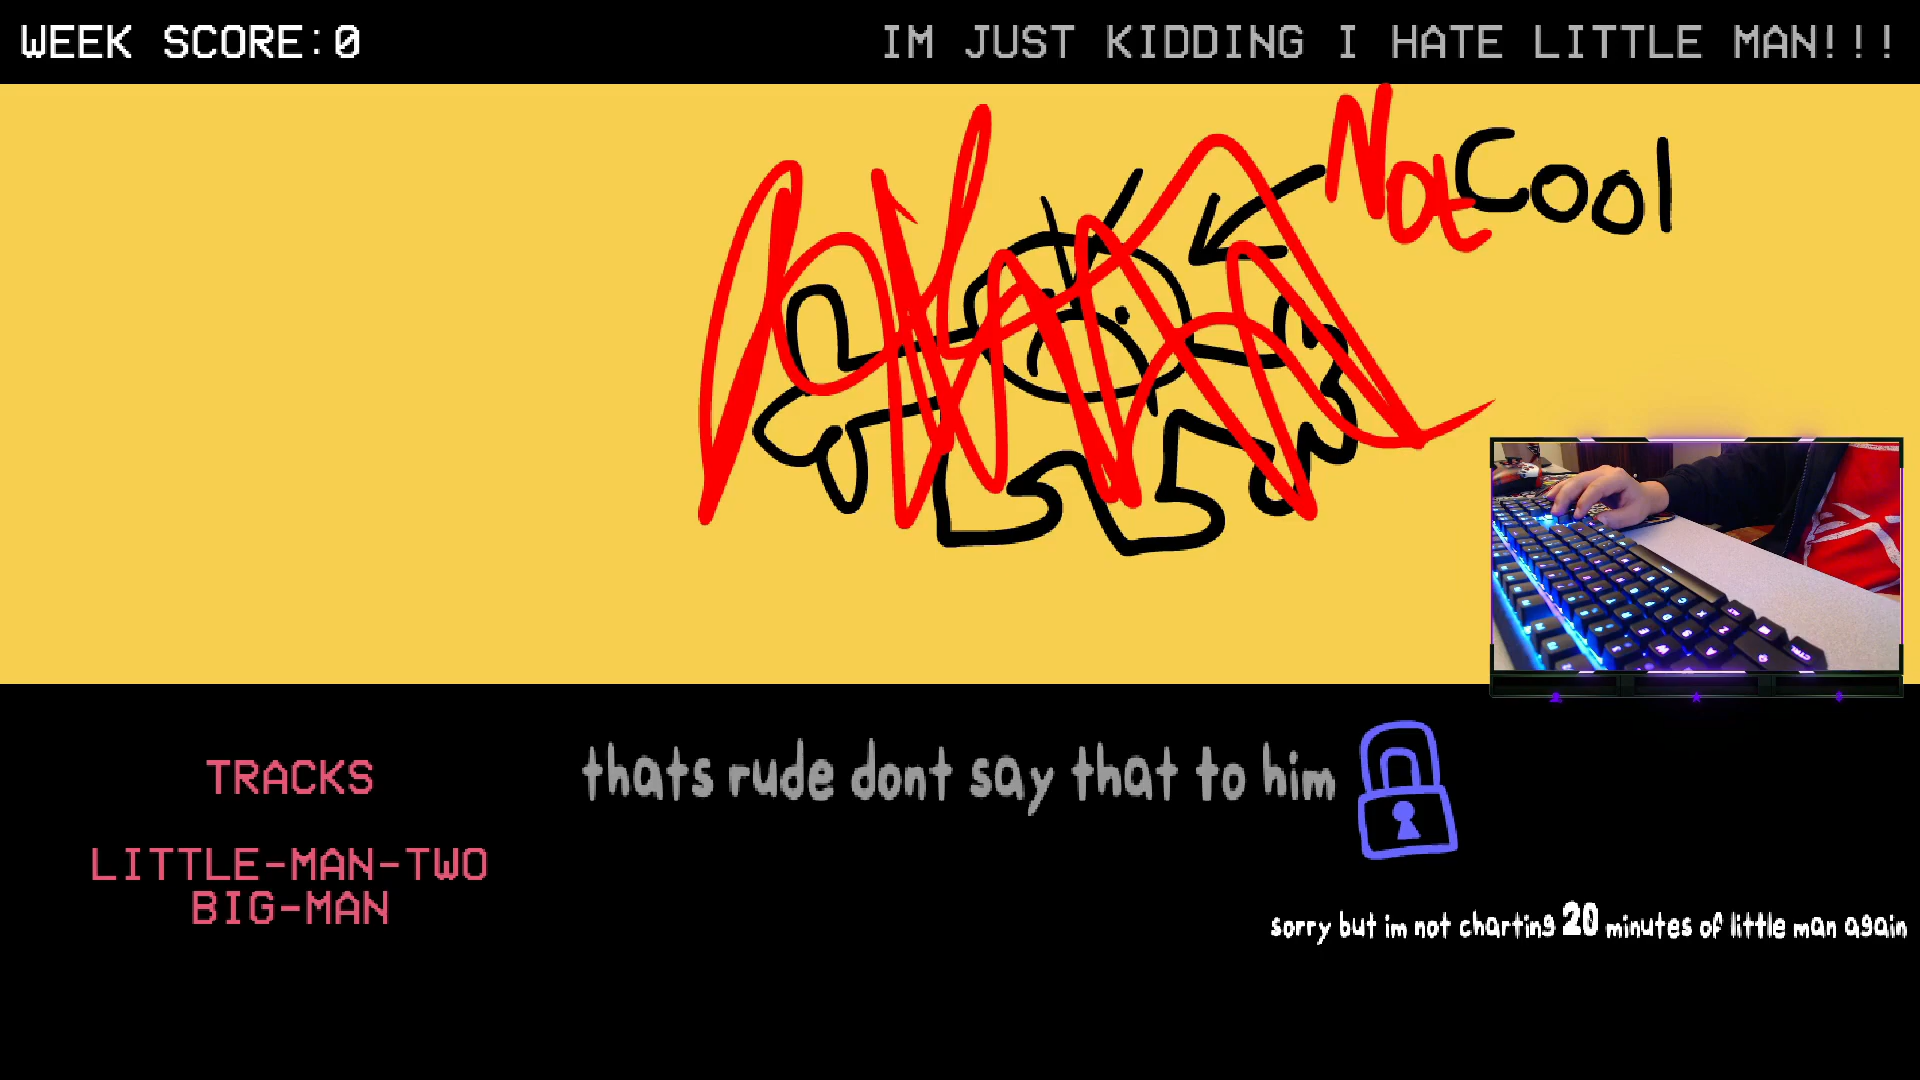 WEEK SCORE:0
IM JUST KIDDING I HATE LITTLE MAN!!!
Not Cool
TRACKS
LITTLE-MAN-TWO
BIG-MAN
thats rude dont say that to him
sorry but im not charting 20 minutes of little man again